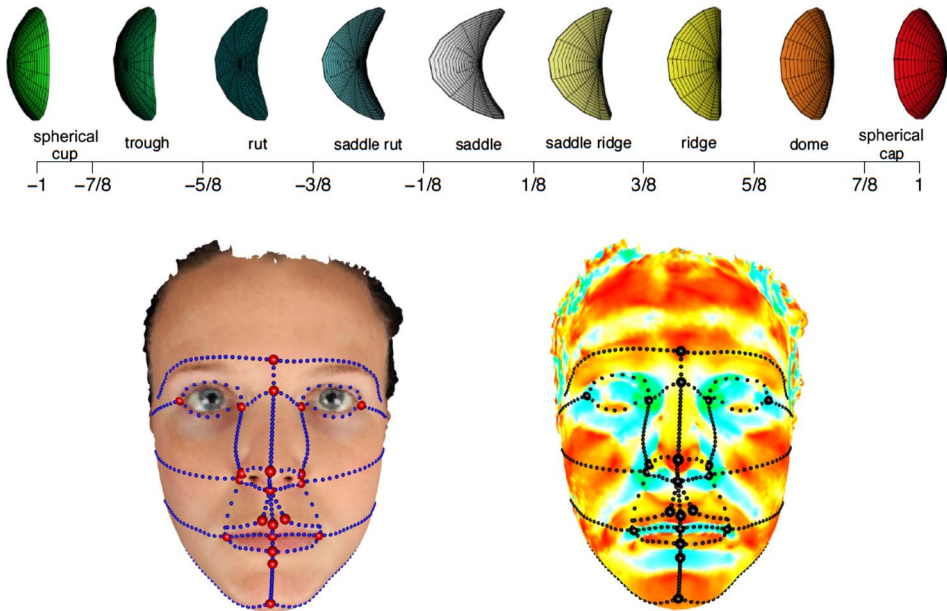 spherical cup
trough
rut
saddle rut
saddle
saddle ridge
ridge
dome
spherical cap
−1 −7/8 −5/8 −3/8 −1/8 1/8 3/8 5/8 7/8 1